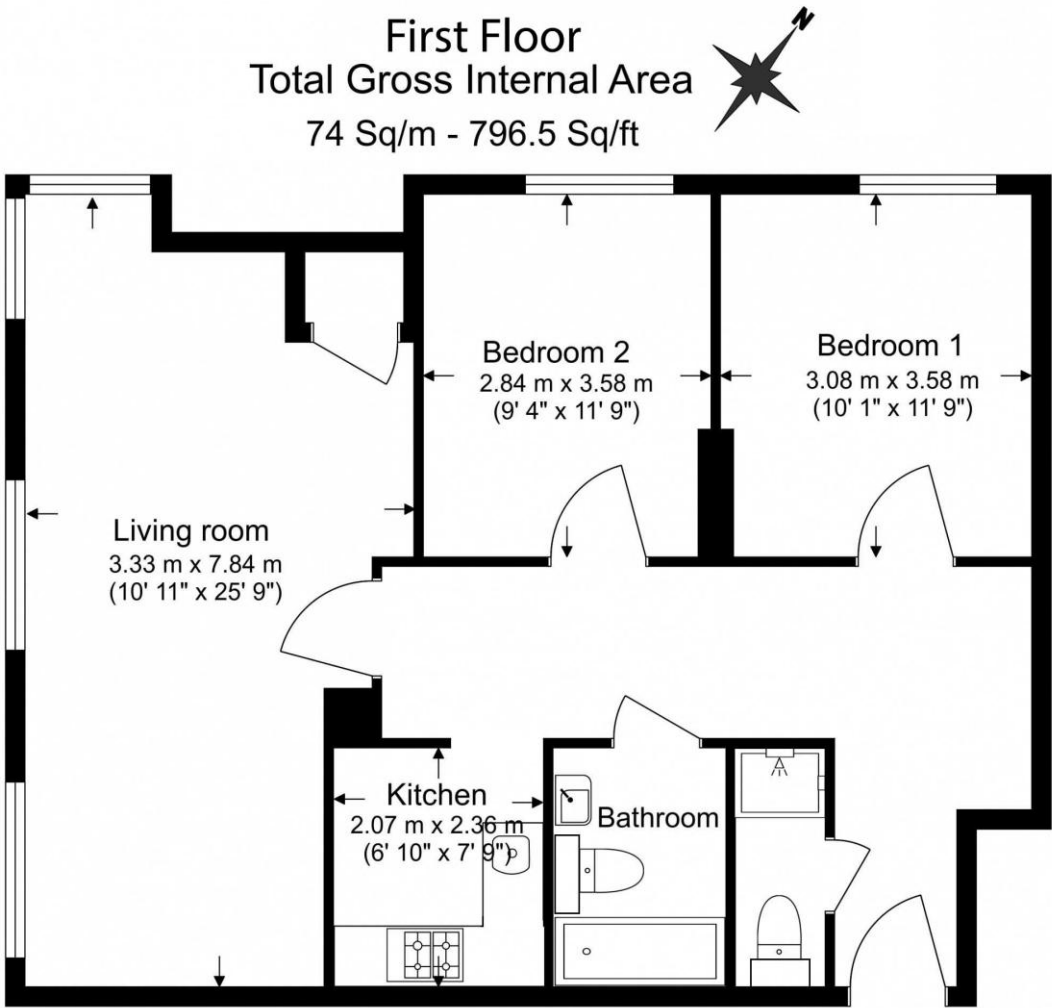 First Floor
Total Gross Internal Area
74 Sq/m - 796.5 Sq/ft
N
Bedroom 2
2.84 m x 3.58 m
(9' 4" x 11' 9")
Bedroom 1
3.08 m x 3.58 m
(10' 1" x 11' 9")
Living room
3.33 m x 7.84 m
(10' 11" x 25' 9")
Kitchen
2.07 m x 2.36 m
(6' 10" x 7' 9")
Bathroom